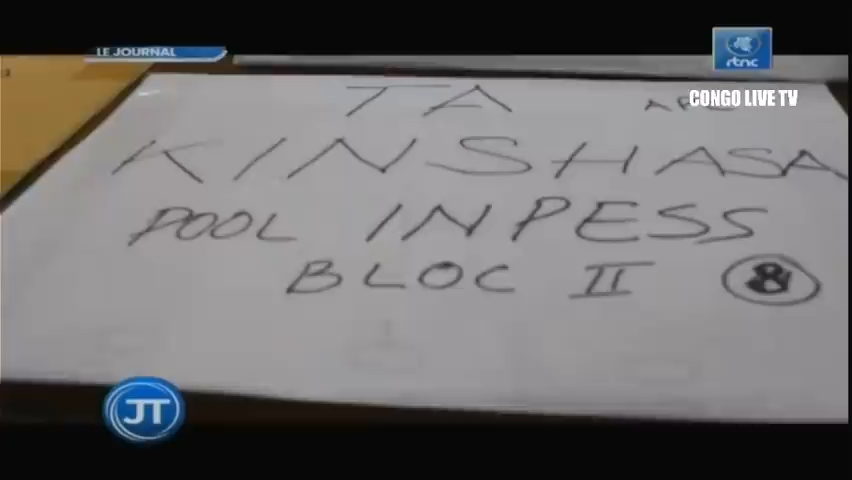 LE JOURNAL
rtnc
CONGO LIVE TV
TA
KINSHASA
POOL INPESS
BLOC II 8
JT